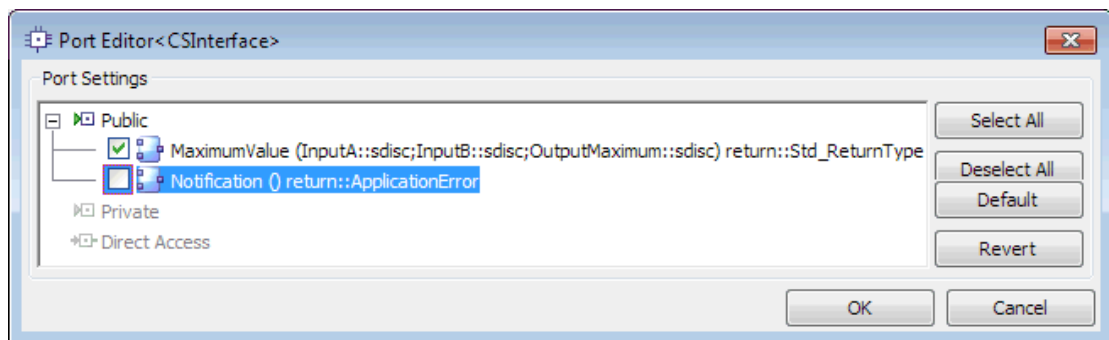 Port Editor<CSInterface>
Port Settings
Public
MaximumValue (InputA::sdisc;InputB::sdisc;OutputMaximum::sdisc) return::Std_ReturnType
Notification () return::ApplicationError
Private
Direct Access
Select All
Deselect All
Default
Revert
OK
Cancel